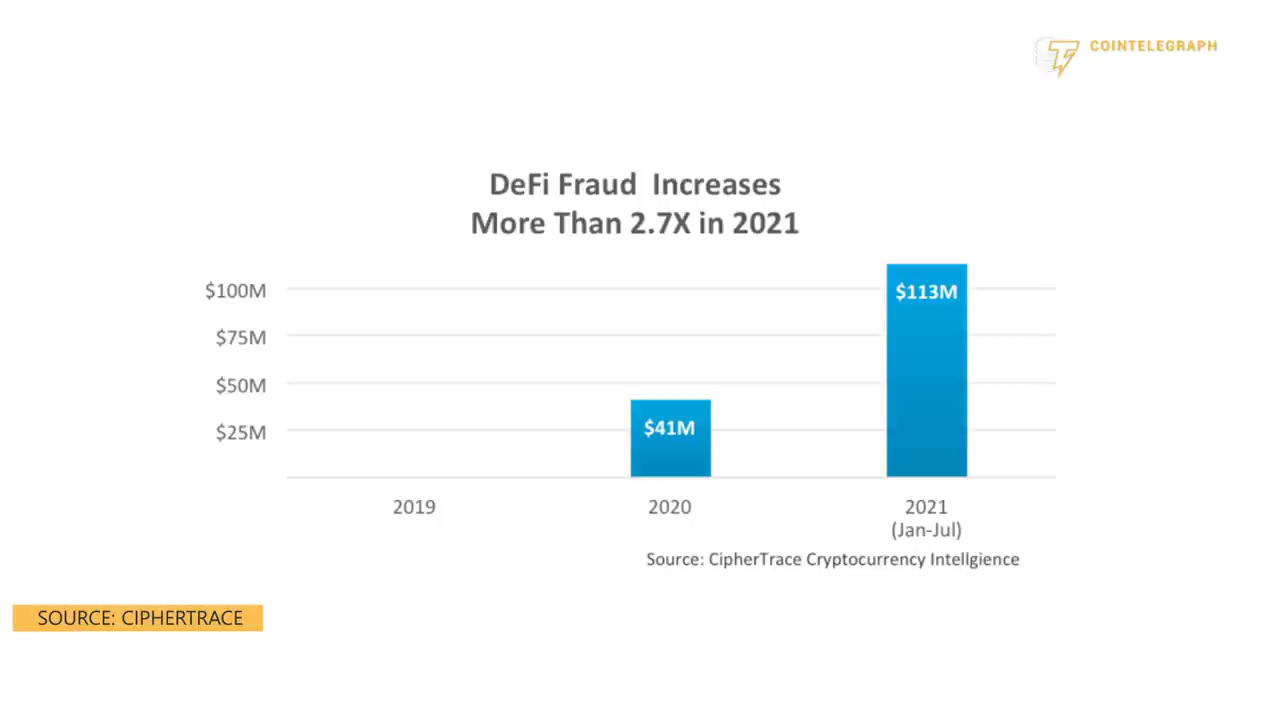 COINTELEGRAPH
DeFi Fraud Increases
More Than 2.7X in 2021
$100M
$75M
$50M
$25M
$113M
$41M
2019
2020
2021
(Jan-Jul)
Source: CipherTrace Cryptocurrency Intellgience
SOURCE: CIPHERTRACE